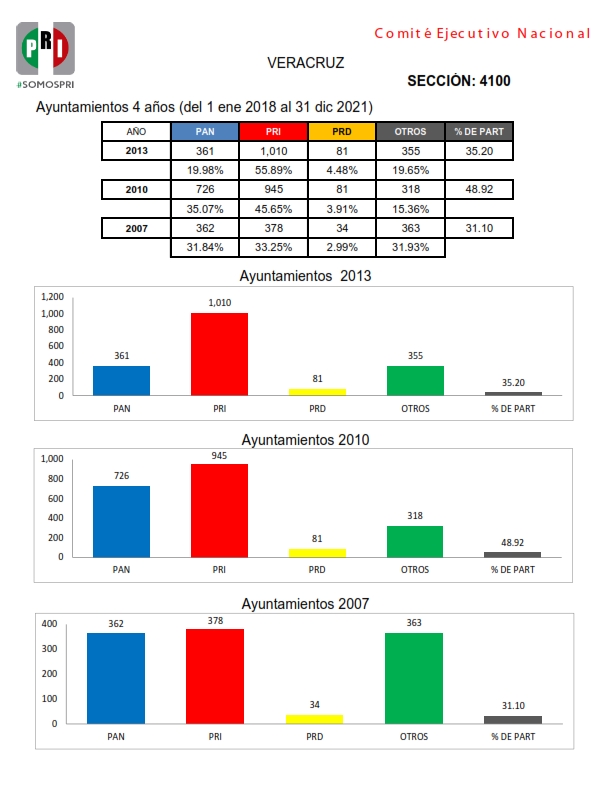 Comité Ejecutivo Nacional
PRI
#SOMOSPRI
VERACRUZ
SECCIÓN: 4100
Ayuntamientos 4 años (del 1 ene 2018 al 31 dic 2021)
AÑO PAN PRI PRD OTROS % DE PART
2013 361 1,010 81 355 35.20
19.98% 55.89% 4.48% 19.65%
2010 726 945 81 318 48.92
35.07% 45.65% 3.91% 15.36%
2007 362 378 34 363 31.10
31.84% 33.25% 2.99% 31.93%
Ayuntamientos 2013
1,200
1,000
800
600
400
200
0
361 1,010 81 355 35.20
PAN PRI PRD OTROS % DE PART
Ayuntamientos 2010
1,000
800
600
400
200
0
726 945 81 318 48.92
PAN PRI PRD OTROS % DE PART
Ayuntamientos 2007
400
300
200
100
0
362 378 34 363 31.10
PAN PRI PRD OTROS % DE PART